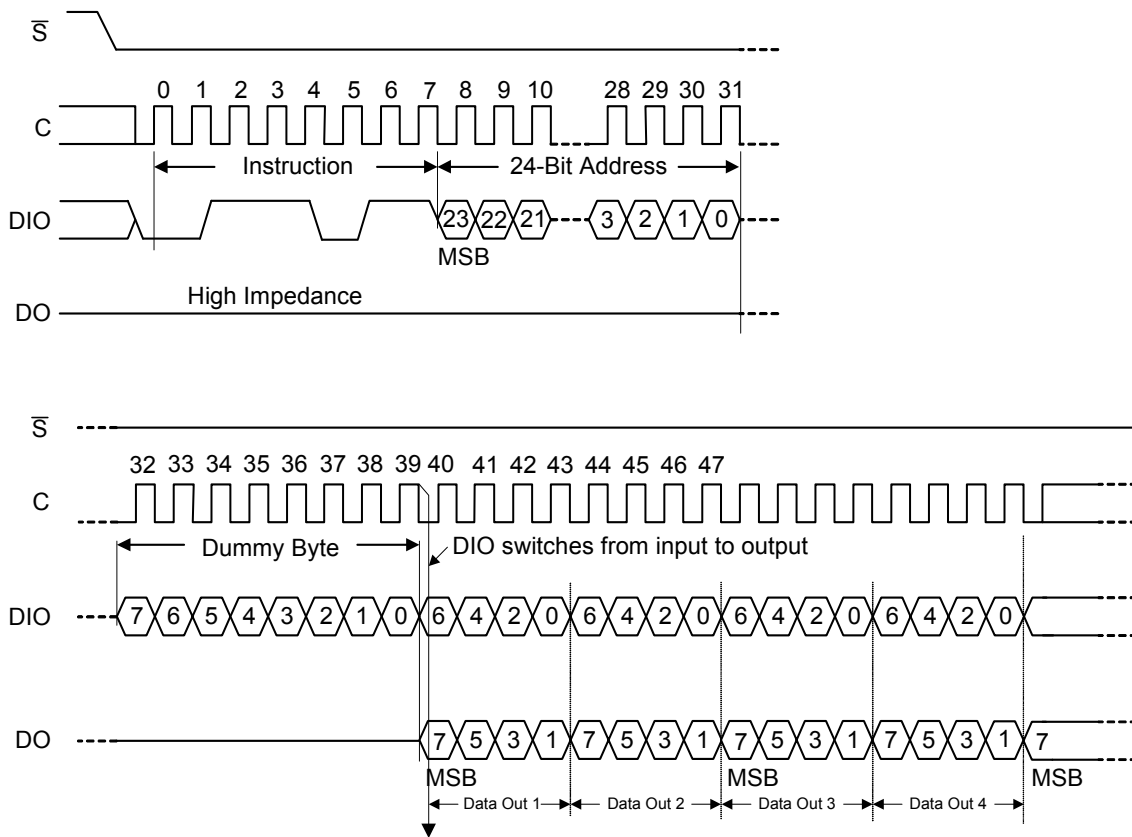 S̅
0 1 2 3 4 5 6 7 8 9 10 28 29 30 31
C
Instruction 24-Bit Address
DIO 23 22 21 3 2 1 0
MSB
High Impedance
DO
S̅
32 33 34 35 36 37 38 39 40 41 42 43 44 45 46 47
C
Dummy Byte DIO switches from input to output
DIO 7 6 5 4 3 2 1 0 6 4 2 0 6 4 2 0 6 4 2 0 6 4 2 0
DO 7 5 3 1 7 5 3 1 7 5 3 1 7 5 3 1 7
MSB MSB MSB
Data Out 1 Data Out 2 Data Out 3 Data Out 4